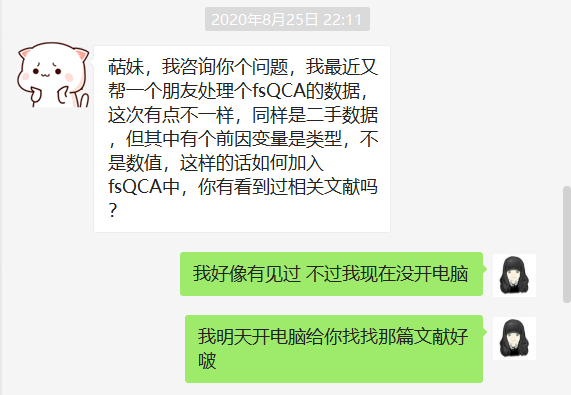 2020年8月25日 22:11
萜妹，我咨询你个问题，我最近又
帮一个朋友处理个fsQCA的数据，
这次有点不一样，同样是二手数据
，但其中有个前因变量是类型，不
是数值，这样的话如何加入
fsQCA中，你有看到过相关文献吗
？
我好像有见过 不过我现在没开电脑
我明天开电脑给你找找那篇文献好
啵